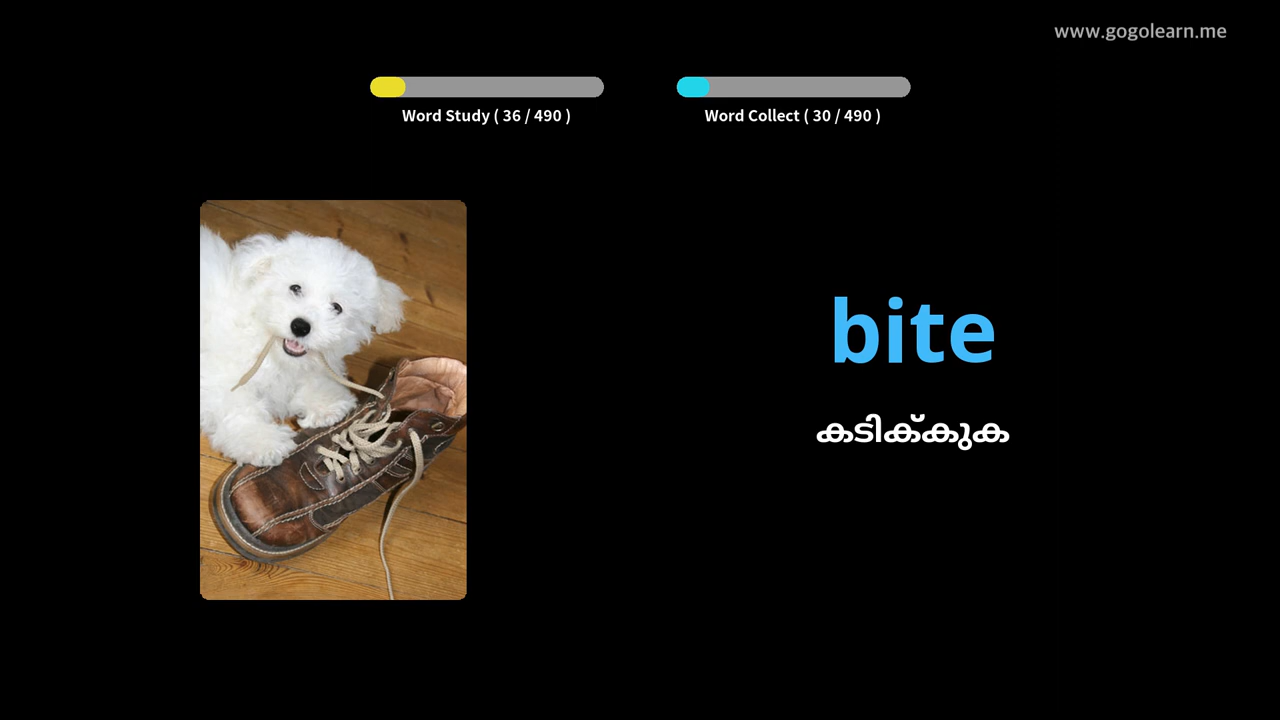 www.gogolearn.me
Word Study ( 36 / 490 )
Word Collect ( 30 / 490 )
bite
കടിക്കുക